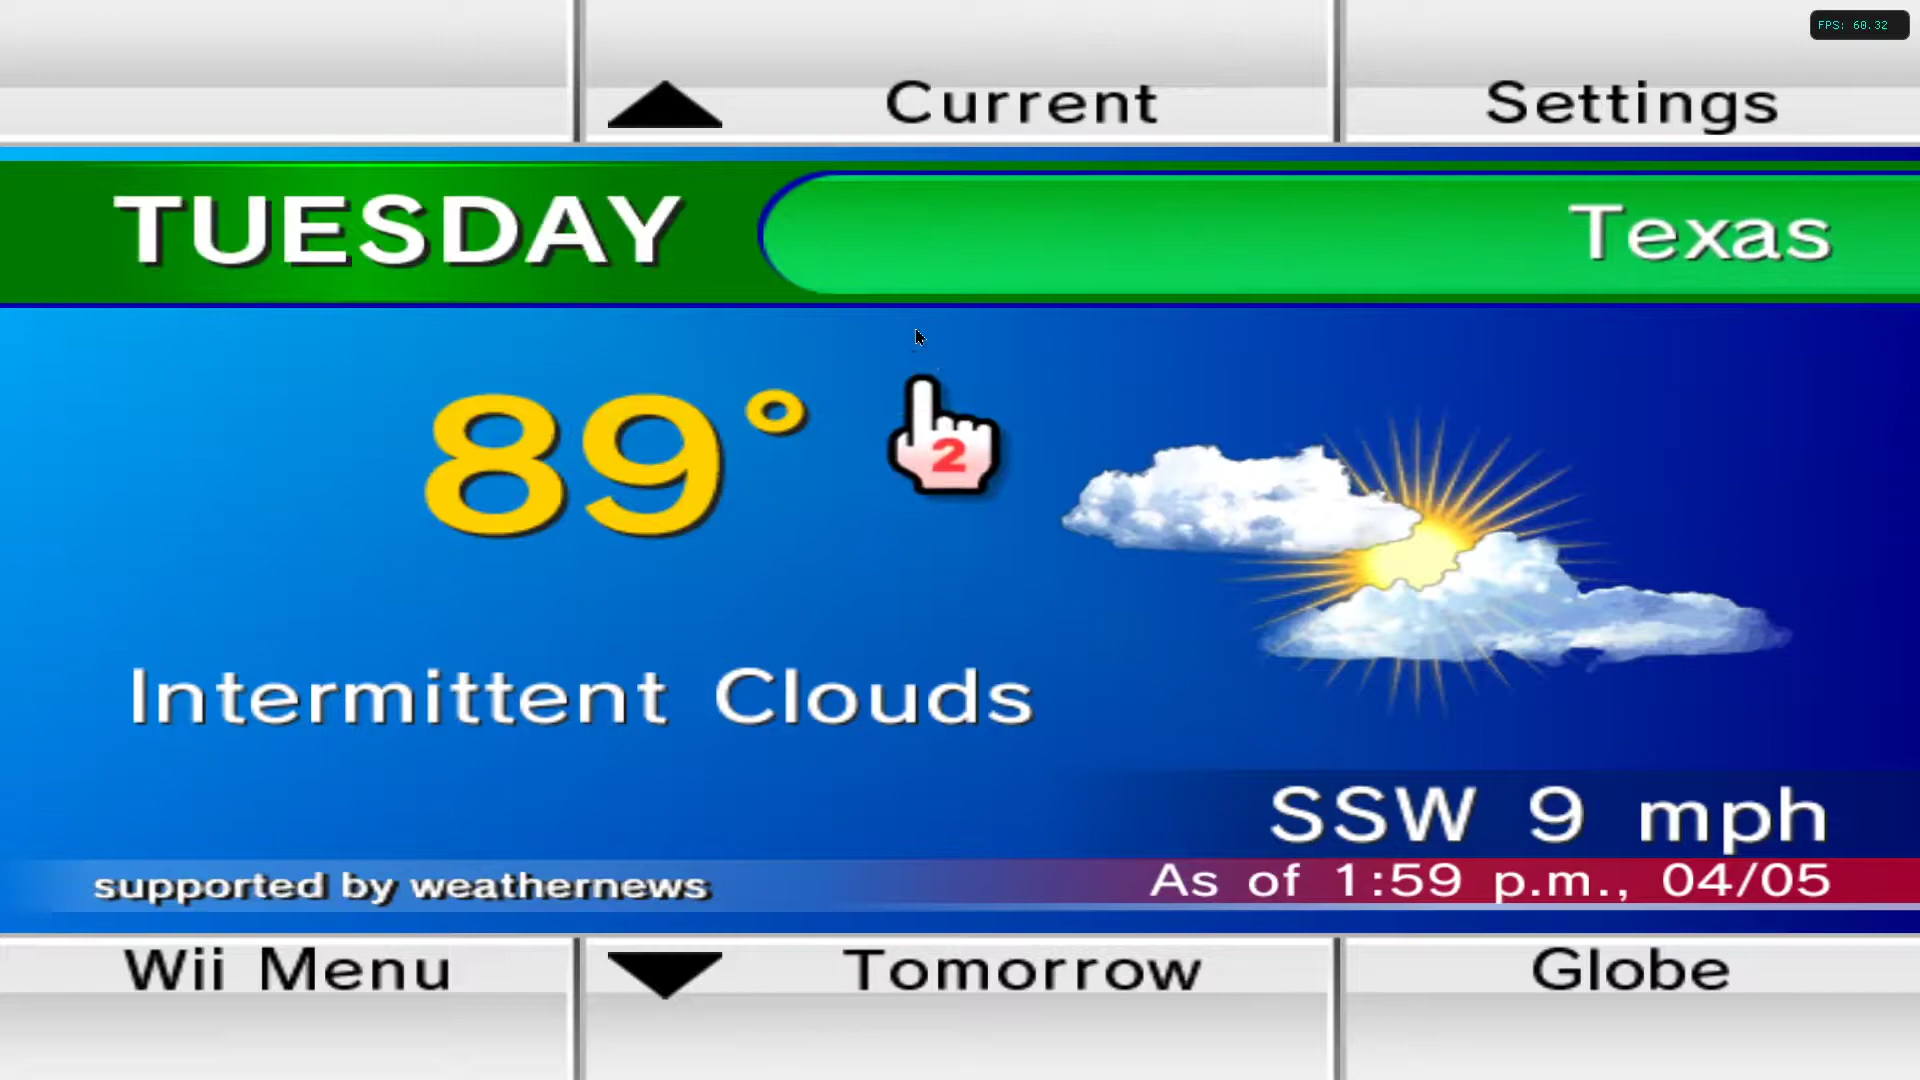 FPS: 60.32
Current
Settings
TUESDAY
Texas
89°
2
Intermittent Clouds
SSW 9 mph
supported by weathernews
As of 1:59 p.m., 04/05
Wii Menu
Tomorrow
Globe